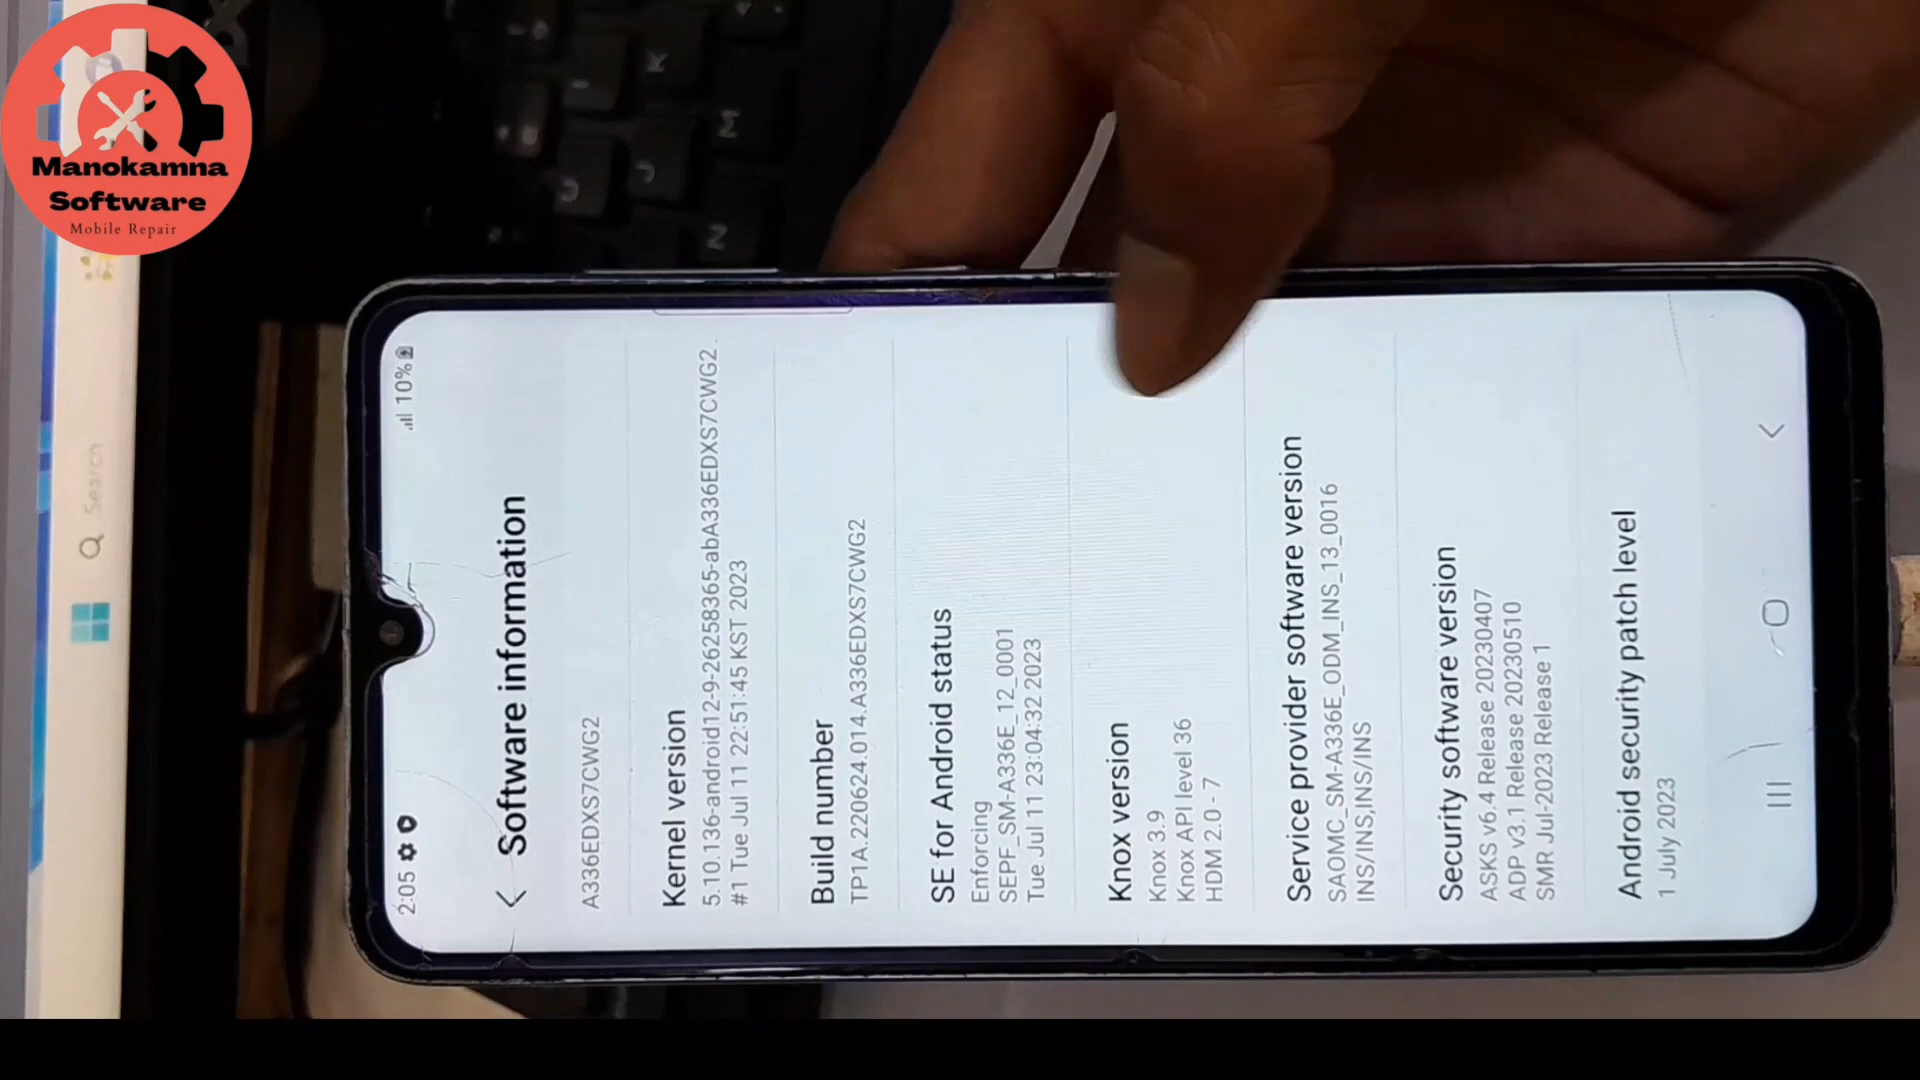 Manokamna
Software
Mobile Repair
Search
K
M
N
2:05
10%
Software information
A336EDXS7CWG2
Kernel version
5.10.136-android12-9-26258365-abA336EDXS7CWG2
#1 Tue Jul 11 22:51:45 KST 2023
Build number
TP1A.220624.014.A336EDXS7CWG2
SE for Android status
Enforcing
SEPF_SM-A336E_12_0001
Tue Jul 11 23:04:32 2023
Knox version
Knox 3.9
Knox API level 36
HDM 2.0 - 7
Service provider software version
SAOMC_SM-A336E_ODM_INS_13_0016
INS/INS,INS/INS/INS
Security software version
ASKS v6.4 Release 20230407
ADP v3.1 Release 20230510
SMR Jul-2023 Release 1
Android security patch level
1 July 2023